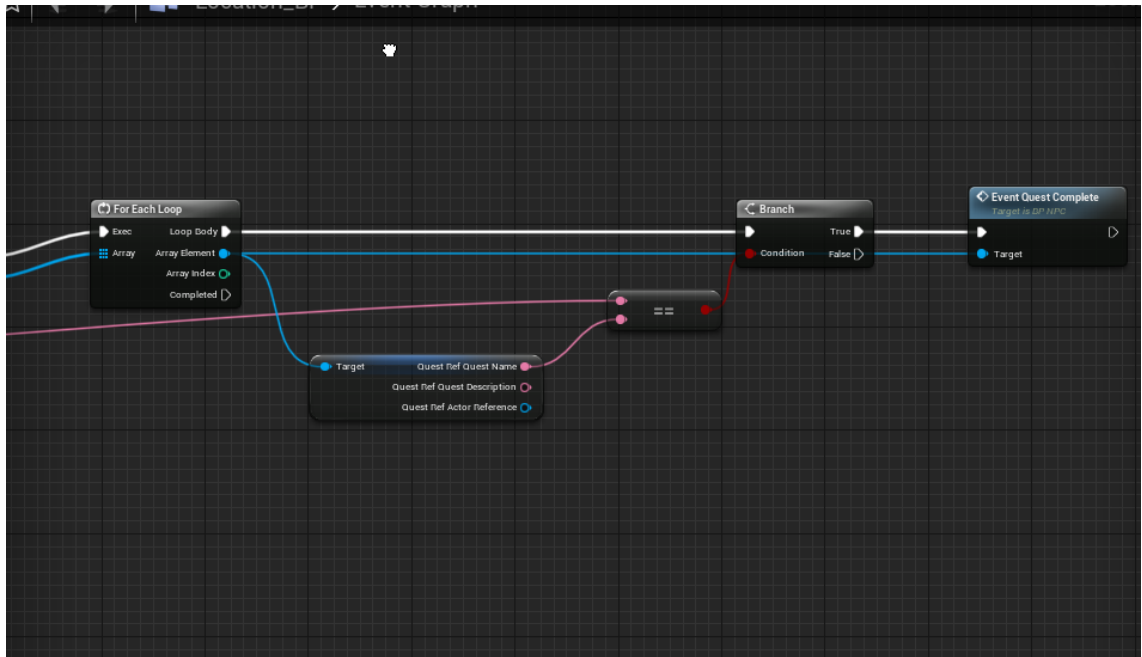 For Each Loop
Exec
Loop Body
Array
Array Element
Array Index
Completed
Target
Quest Ref Quest Name
Quest Ref Quest Description
Quest Ref Actor Reference
==
Branch
True
Condition
False
Event Quest Complete
Target is BP NPC
Target